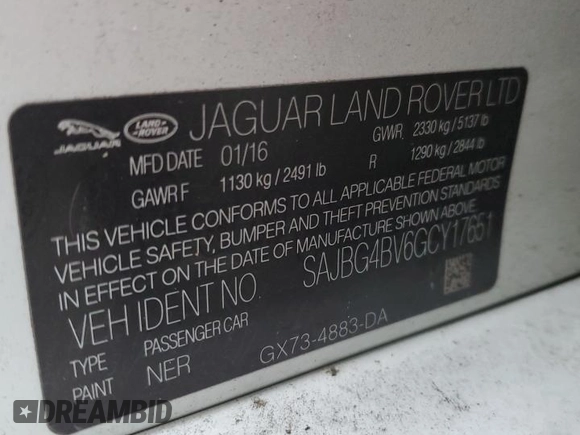 JAGUAR
LAND-ROVER
JAGUAR LAND ROVER LTD
MFD DATE 01/16 GWVR 2330 kg / 5137 lb
GAWR F 1130 kg / 2491 lb R 1290 kg / 2844 lb
THIS VEHICLE CONFORMS TO ALL APPLICABLE FEDERAL MOTOR
VEHICLE SAFETY, BUMPER AND THEFT PREVENTION STANDARDS
IN EFFECT ON THE DATE OF MANUFACTURE SHOWN ABOVE
VEH IDENT NO. SAJBG4BV6GCY17651
TYPE PASSENGER CAR
PAINT NER GX73-4883-DA
DREAMBID